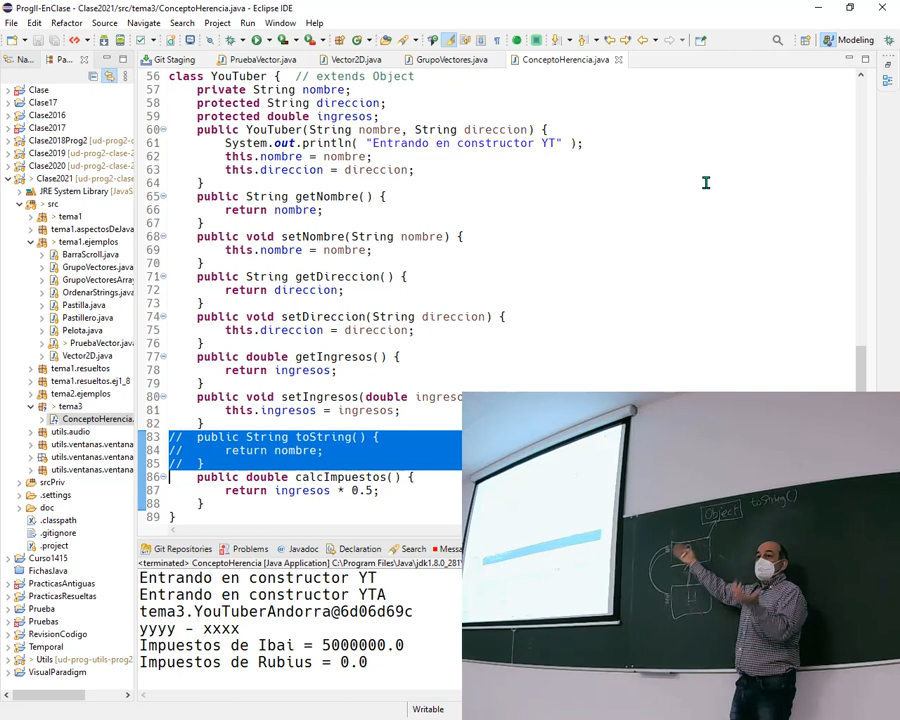 ProgII-EnClase - Clase2021/src/tema3/ConceptoHerencia.java - Eclipse IDE
File Edit Refactor Source Navigate Search Project Run Window Help
Modeling
Na...
Pa...
Git Staging
PruebaVector.java
Vector2D.java
GrupoVectores.java
ConceptoHerencia.java
Clase
Clase17
Clase2016
Clase2017
Clase2018Prog2 [ud-prog2-c
Clase2019 [ud-prog2-clase-2
Clase2020 [ud-prog2-clase-2
> Clase2021 [ud-prog2-clase
JRE System Library [JavaS
> src
> tema1
tema1.aspectosDeJava
> tema1.ejemplos
BarraScroll.java
GrupoVectores.java
GrupoVectoresArray
OrdenarStrings.java
Pastilla.java
Pastillero.java
Pelota.java
> PruebaVector.java
Vector2D.java
tema1.resueltos
tema1.resueltos.ej1_8
tema2.ejemplos
tema3
ConceptoHerencia.
utils.audio
utils.ventanas.ventana
utils.ventanas.ventana
utils.ventanas.ventana
srcPriv
.settings
doc
.classpath
.gitignore
.project
Curso1415
FichasJava
PracticasAntiguas
PracticasResueltas
Prueba
Pruebas
RevisionCodigo
Temporal
> Utils [ud-prog-utils-prog2
VisualParadigm
56 class YouTuber { // extends Object
57 private String nombre;
58 protected String direccion;
59 protected double ingresos;
60 public YouTuber(String nombre, String direccion) {
61 System.out.println( "Entrando en constructor YT" );
62 this.nombre = nombre;
63 this.direccion = direccion;
64 }
65 public String getNombre() {
66 return nombre;
67 }
68 public void setNombre(String nombre) {
69 this.nombre = nombre;
70 }
71 public String getDireccion() {
72 return direccion;
73 }
74 public void setDireccion(String direccion) {
75 this.direccion = direccion;
76 }
77 public double getIngresos() {
78 return ingresos;
79 }
80 public void setIngresos(double ingreso
81 this.ingresos = ingresos;
82 }
83 // public String toString() {
84 // return nombre;
85 // }
86 public double calcImpuestos() {
87 return ingresos * 0.5;
88 }
89 }
Git Repositories
Problems
Javadoc
Declaration
Search
Messa
<terminated> ConceptoHerencia [Java Application] C:\Program Files\Java\jdk1.8.0_281\
Entrando en constructor YT
Entrando en constructor YTA
tema3.YouTuberAndorra@6d06d69c
yyyy - xxxx
Impuestos de Ibai = 5000000.0
Impuestos de Rubius = 0.0
Writable
Object toString()
H